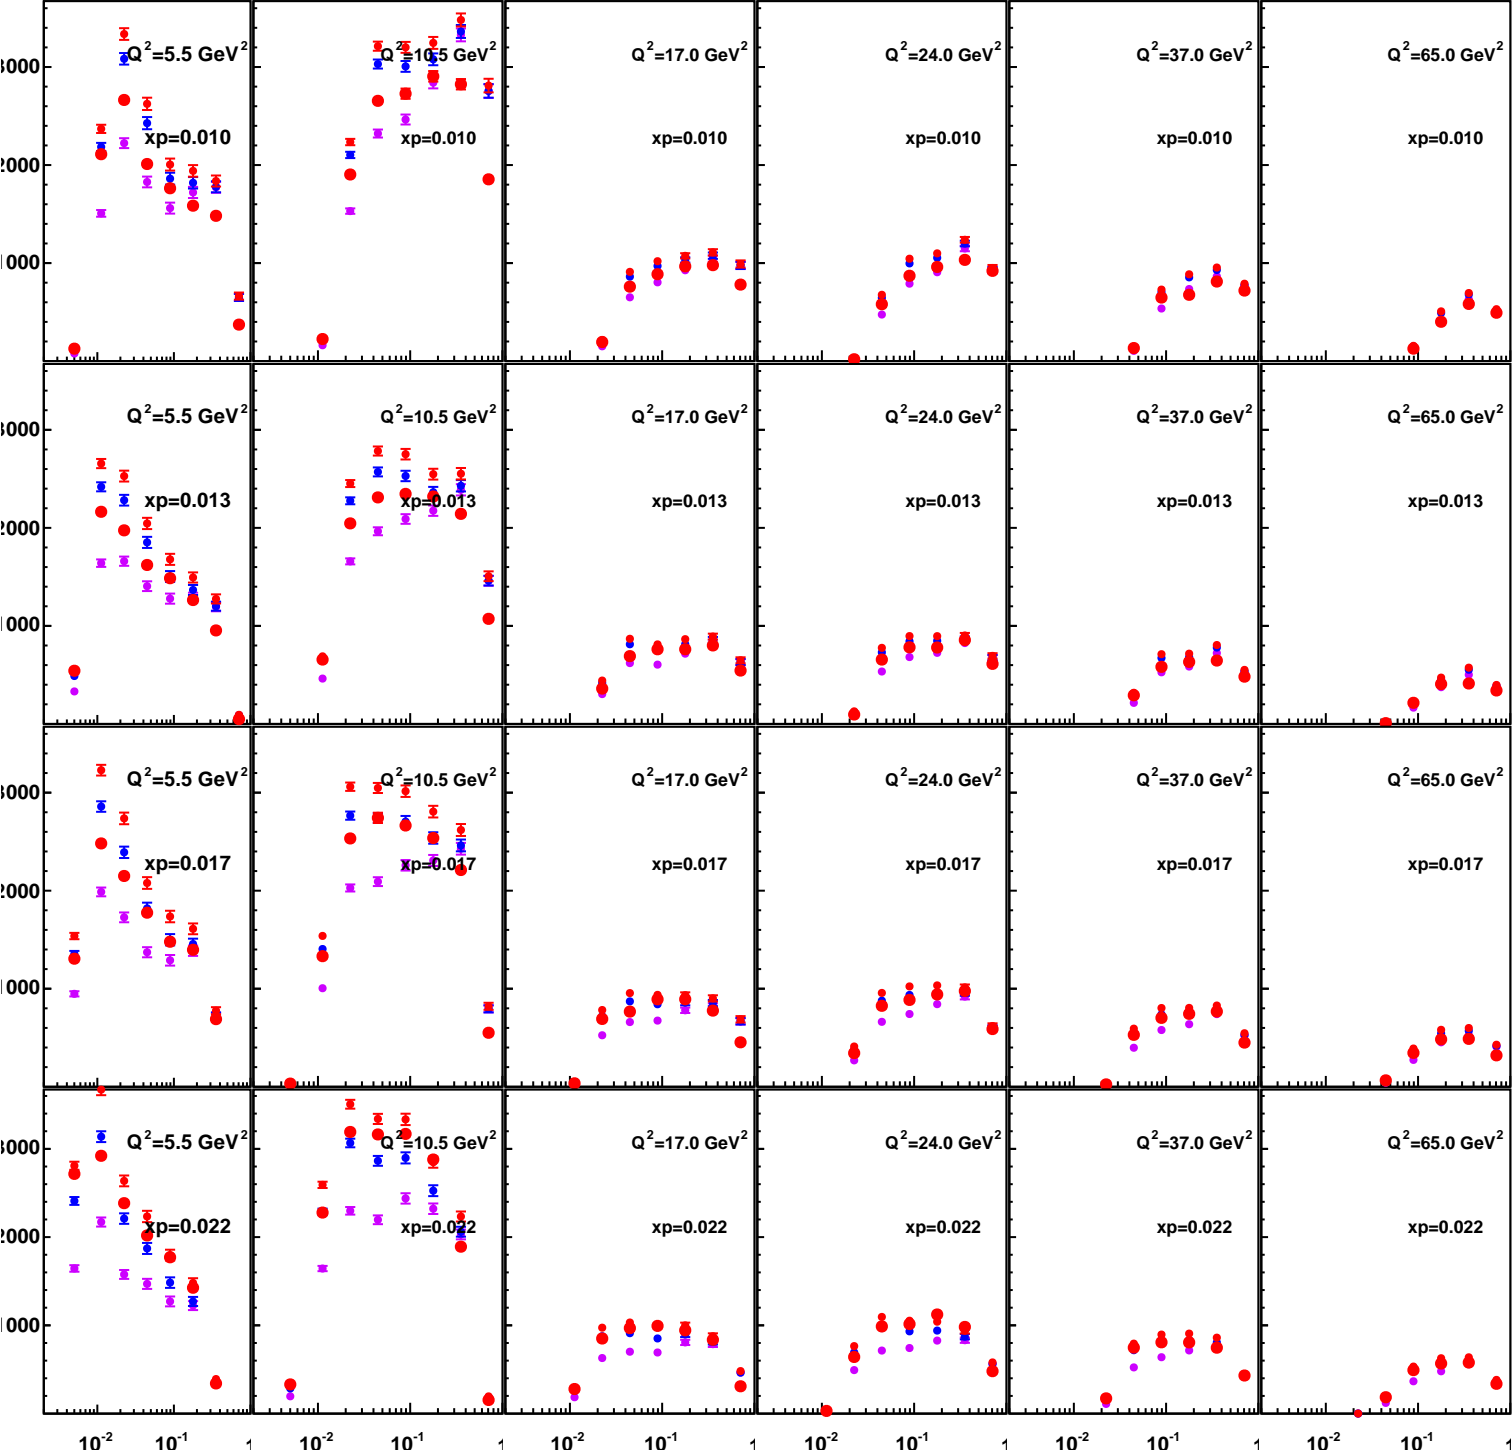 3000
Q²=5.5 GeV²
Q²=10.5 GeV²
Q²=17.0 GeV²
Q²=24.0 GeV²
Q²=37.0 GeV²
Q²=65.0 GeV²
xp=0.010
xp=0.010
xp=0.010
xp=0.010
xp=0.010
xp=0.010
2000
1000
Q²=5.5 GeV²
Q²=10.5 GeV²
Q²=17.0 GeV²
Q²=24.0 GeV²
Q²=37.0 GeV²
Q²=65.0 GeV²
3000
xp=0.013
xp=0.013
xp=0.013
xp=0.013
xp=0.013
xp=0.013
2000
1000
Q²=5.5 GeV²
Q²=10.5 GeV²
Q²=17.0 GeV²
Q²=24.0 GeV²
Q²=37.0 GeV²
Q²=65.0 GeV²
3000
xp=0.017
xp=0.017
xp=0.017
xp=0.017
xp=0.017
xp=0.017
2000
1000
Q²=5.5 GeV²
Q²=10.5 GeV²
Q²=17.0 GeV²
Q²=24.0 GeV²
Q²=37.0 GeV²
Q²=65.0 GeV²
3000
xp=0.022
xp=0.022
xp=0.022
xp=0.022
xp=0.022
xp=0.022
2000
1000
10⁻² 10⁻¹ 1
10⁻² 10⁻¹ 1
10⁻² 10⁻¹ 1
10⁻² 10⁻¹ 1
10⁻² 10⁻¹ 1
10⁻² 10⁻¹ 1